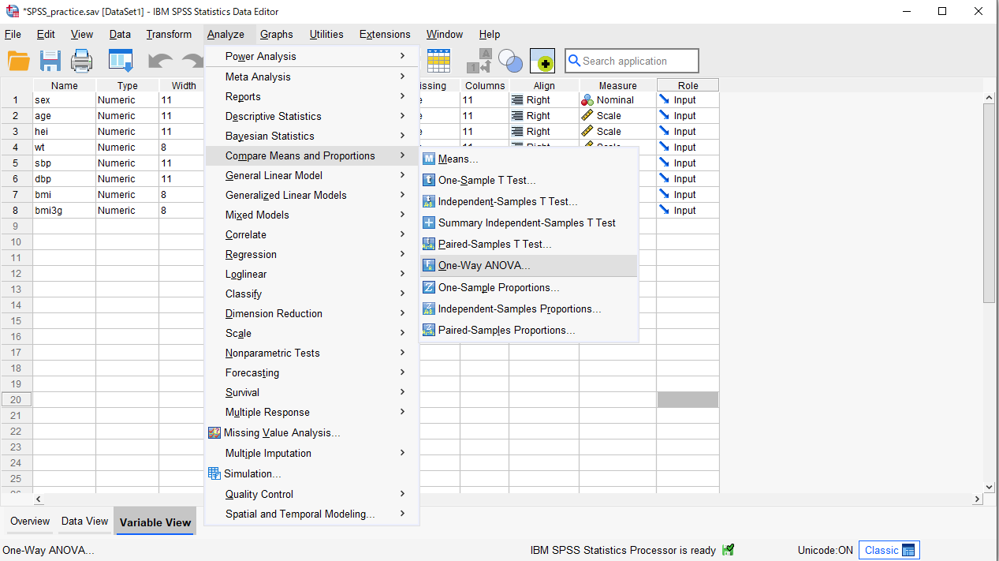 *SPSS_practice.sav [DataSet1] - IBM SPSS Statistics Data Editor
File Edit View Data Transform Analyze Graphs Utilities Extensions Window Help
Search application
Name Type Width Columns Align Measure Role
1 sex Numeric 11 11 Right Nominal Input
2 age Numeric 11 11 Right Scale Input
3 hei Numeric 11 11 Right Scale Input
4 wt Numeric 8 11 Right Scale Input
5 sbp Numeric 11 Input
6 dbp Numeric 11 Input
7 bmi Numeric 8 Input
8 bmi3g Numeric 8 Input
9
10
11
12
13
14
15
16
17
18
19
20
21
22
23
24
25
Power Analysis
Meta Analysis
Reports
Descriptive Statistics
Bayesian Statistics
Compare Means and Proportions
General Linear Model
Generalized Linear Models
Mixed Models
Correlate
Regression
Loglinear
Classify
Dimension Reduction
Scale
Nonparametric Tests
Forecasting
Survival
Multiple Response
Missing Value Analysis...
Multiple Imputation
Simulation...
Quality Control
Spatial and Temporal Modeling...
Means...
One-Sample T Test...
Independent-Samples T Test...
Summary Independent-Samples T Test
Paired-Samples T Test...
One-Way ANOVA...
One-Sample Proportions...
Independent-Samples Proportions...
Paired-Samples Proportions...
Overview Data View Variable View
One-Way ANOVA... IBM SPSS Statistics Processor is ready Unicode:ON Classic